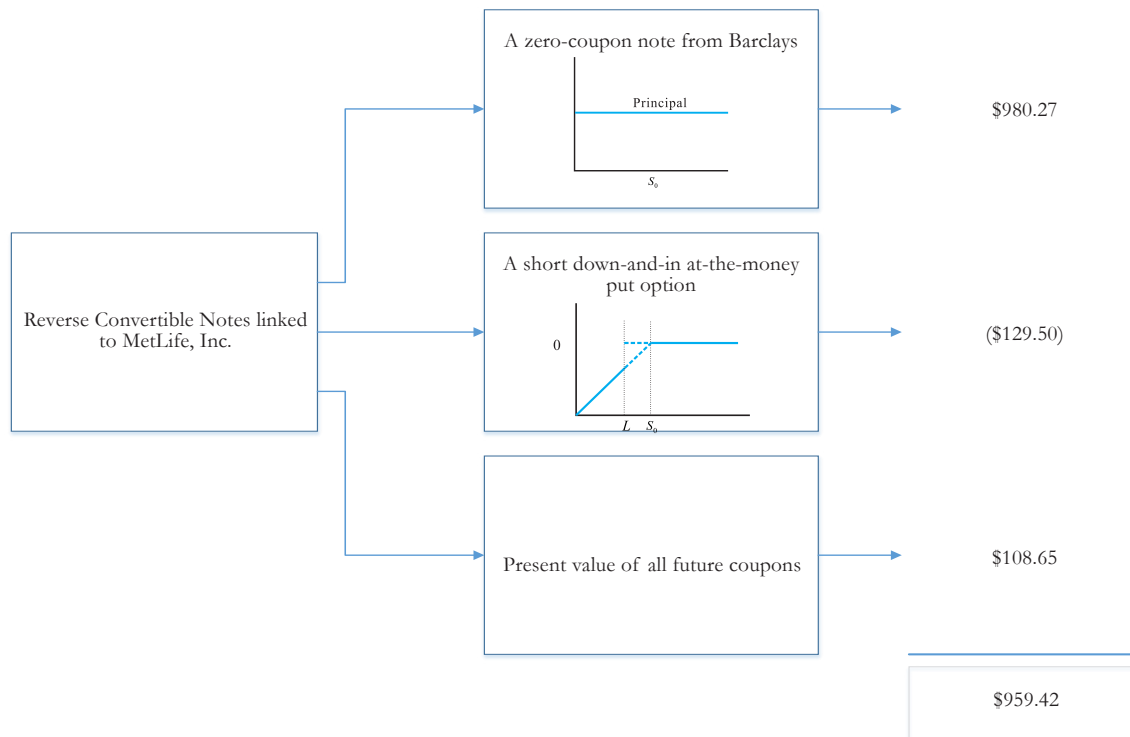 A zero-coupon note from Barclays
Principal
S₀
$980.27
Reverse Convertible Notes linked
to MetLife, Inc.
A short down-and-in at-the-money
put option
0
L S₀
($129.50)
Present value of all future coupons
$108.65
$959.42